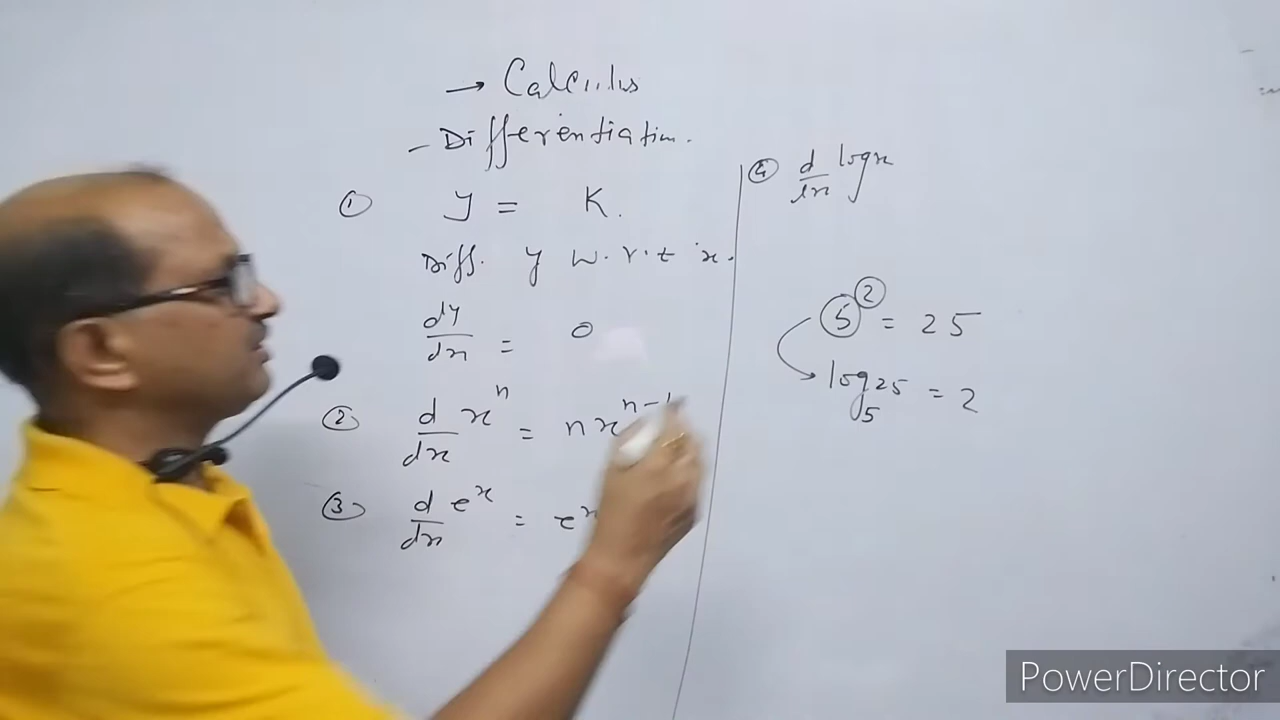 → Calculus
- Differentiation.
① y = K.
Diff. y w.r.t x.
dy/dx = 0
② d/dx x^n = nx^n-1
③ d/dx e^x = e^x
④ d/dx logx
5^2 = 25
log_5 25 = 2
PowerDirector